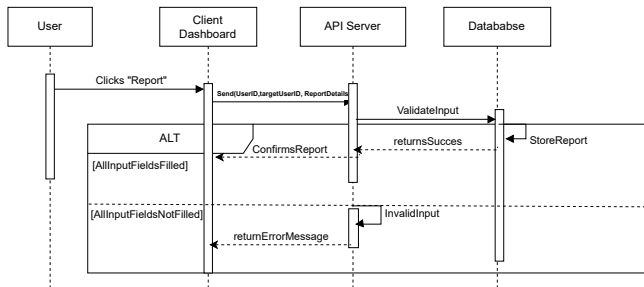 User
Client
Dashboard
API Server
Datababse
Clicks "Report"
Send(UserID,targetUserID, ReportDetails
ValidateInput
ALT
StoreReport
returnsSucces
ConfirmsReport
[AllInputFieldsFilled]
[AllInputFieldsNotFilled]
InvalidInput
returnErrorMessage